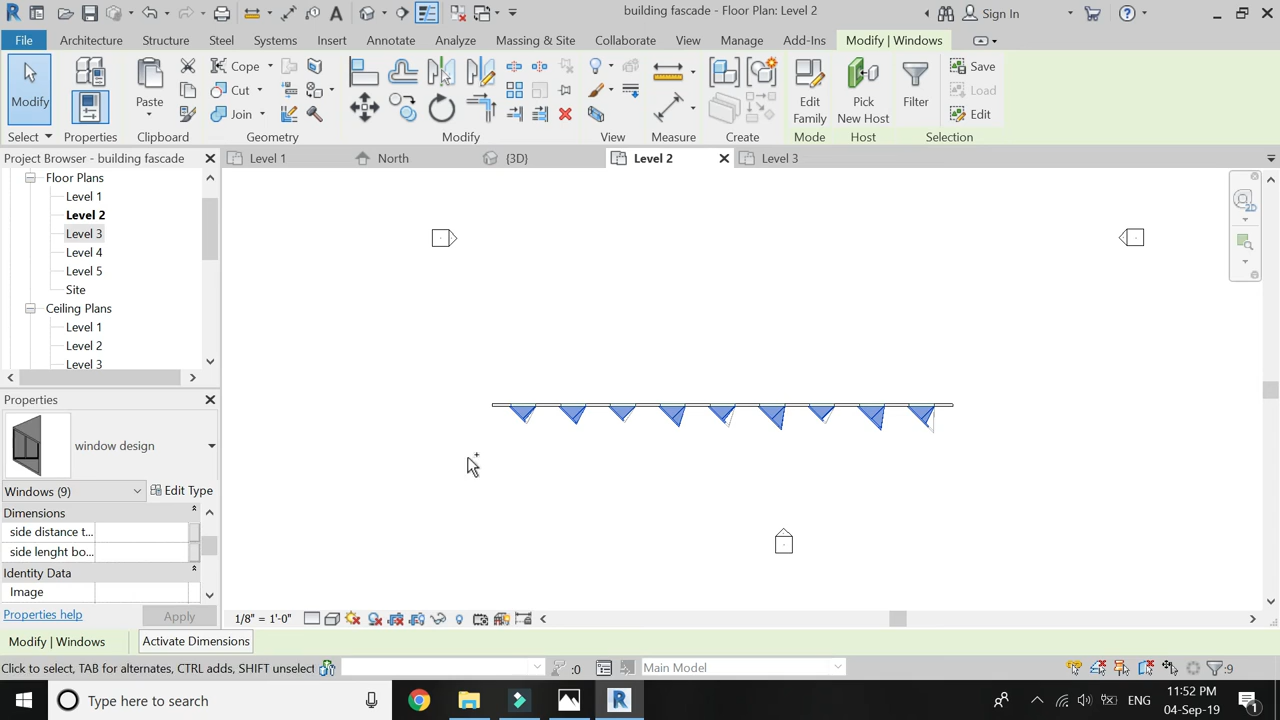 building fascade - Floor Plan: Level 2
Sign In
File Architecture Structure Steel Systems Insert Annotate Analyze Massing & Site Collaborate View Manage Add-Ins Modify | Windows
Modify
Paste
Cope
Cut
Join
Edit Family
Pick New Host
Filter
Save
Load
Edit
Select Properties Clipboard Geometry Modify View Measure Create Mode Host Selection
Project Browser - building fascade
Level 1 North {3D} Level 2 Level 3
Floor Plans
Level 1
Level 2
Level 3
Level 4
Level 5
Site
Ceiling Plans
Level 1
Level 2
Level 3
Properties
window design
Windows (9) Edit Type
Dimensions
side distance t...
side lenght bo...
Identity Data
Image
Properties help Apply
1/8" = 1'-0"
Modify | Windows Activate Dimensions
Click to select, TAB for alternates, CTRL adds, SHIFT unselect
:0
Main Model
:9
Type here to search
ENG
11:52 PM
04-Sep-19
1